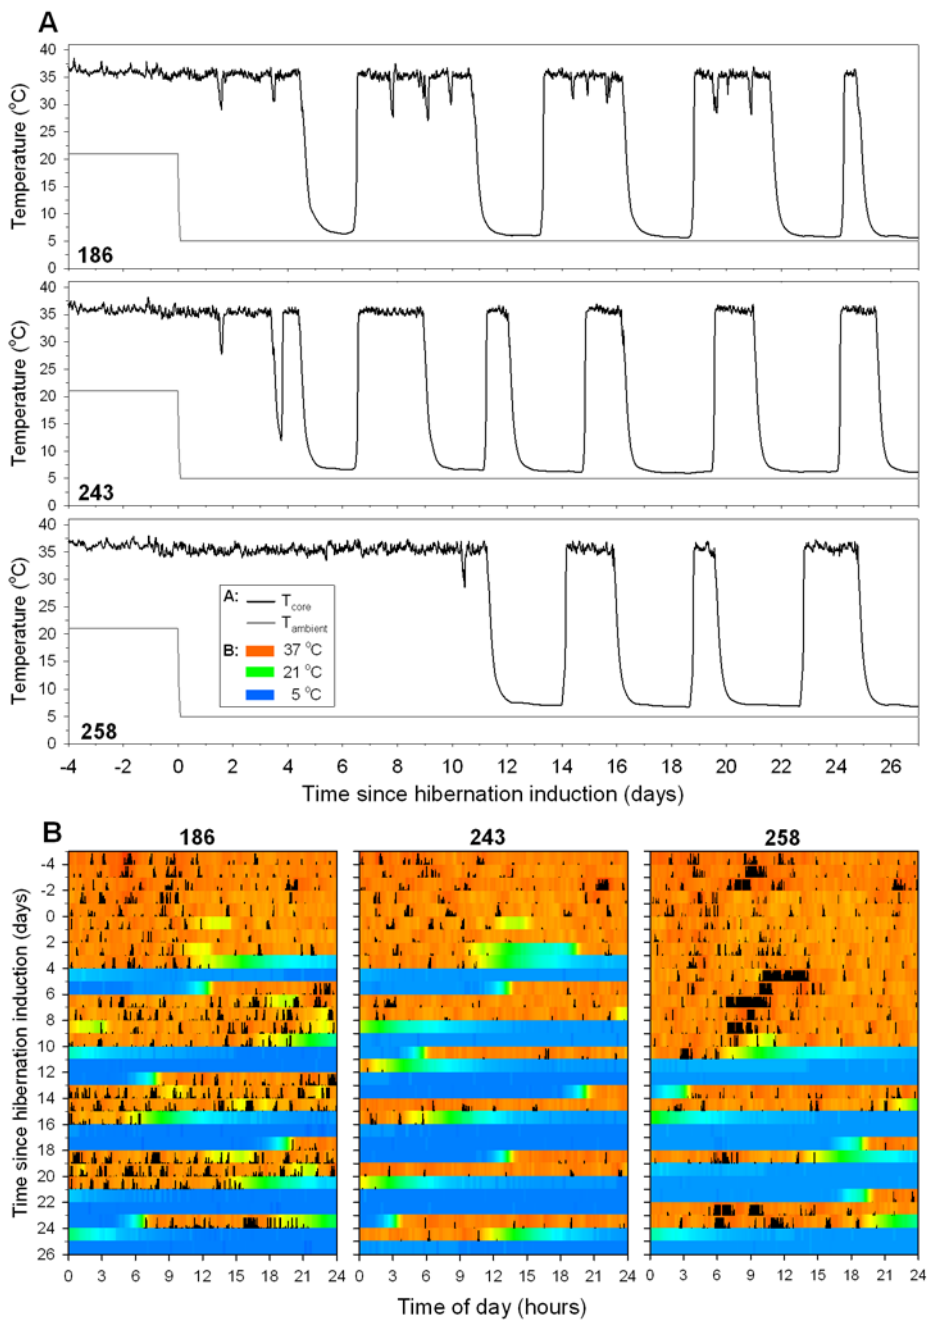 A
40
35
30
25
20
15
10
5
0
Temperature (°C)
186
40
35
30
25
20
15
10
5
0
Temperature (°C)
243
40
35
30
25
20
15
10
5
0
Temperature (°C)
A: Tcore
Tambient
B: 37 °C
21 °C
5 °C
258
-4 -2 0 2 4 6 8 10 12 14 16 18 20 22 24 26
Time since hibernation induction (days)
B
186 243 258
-4
-2
0
2
4
6
8
10
12
14
16
18
20
22
24
26
Time since hibernation induction (days)
0 3 6 9 12 15 18 21 24 0 3 6 9 12 15 18 21 24 0 3 6 9 12 15 18 21 24
Time of day (hours)